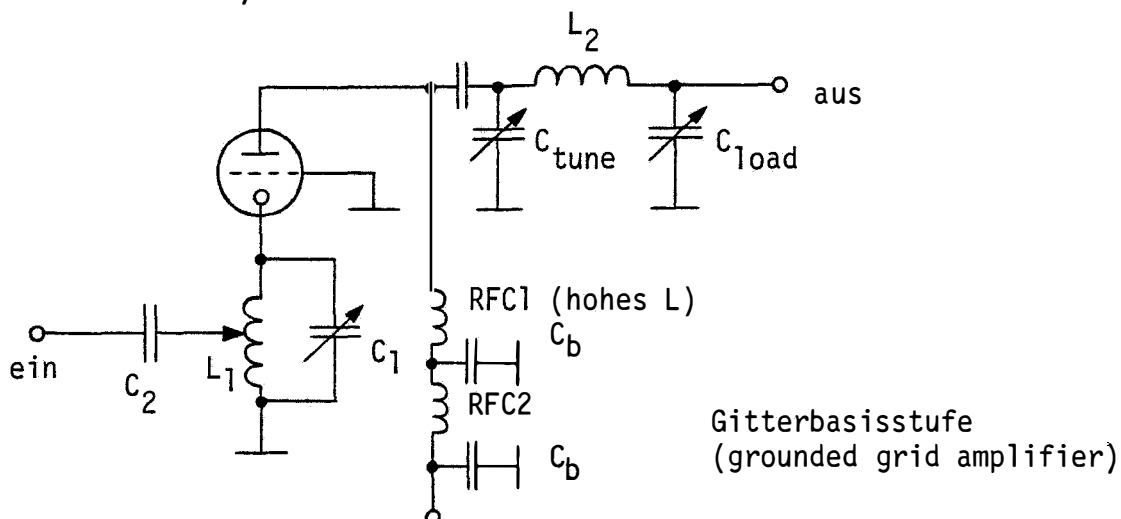 L2
aus
Ctune
Cload
RFC1 (hohes L)
Cb
ein
C2
L1
C1
RFC2
Cb
Gitterbasisstufe
(grounded grid amplifier)